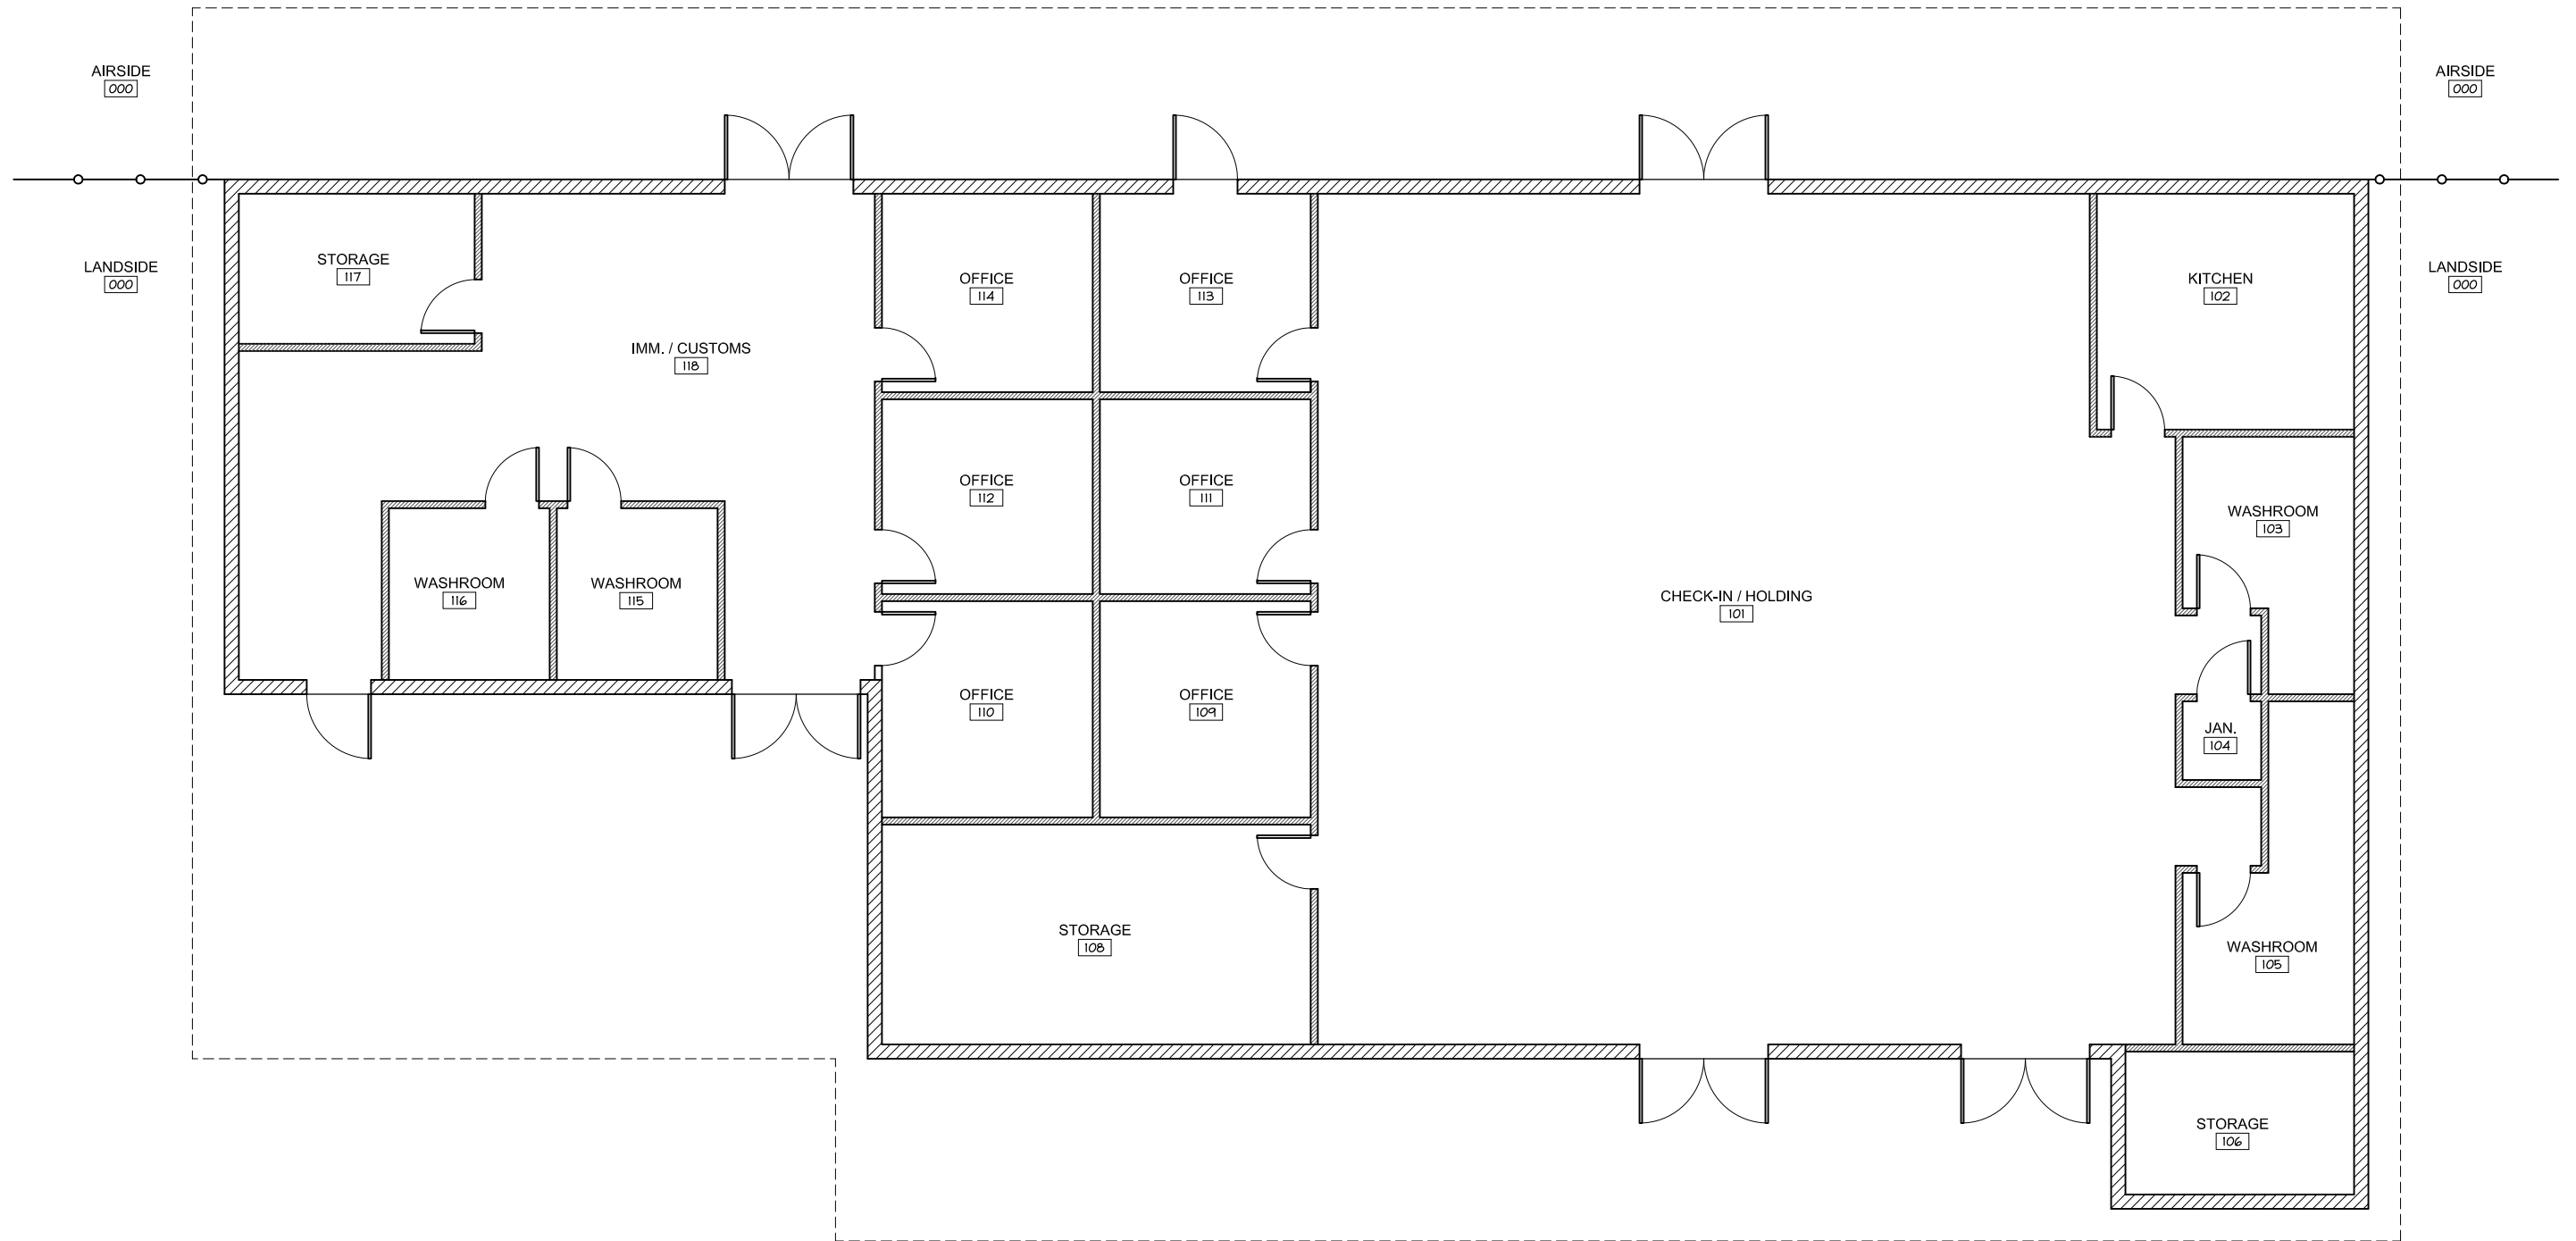 AIRSIDE
000
AIRSIDE
000
LANDSIDE
000
STORAGE
117
OFFICE
114
OFFICE
113
KITCHEN
102
LANDSIDE
000
IMM. / CUSTOMS
118
OFFICE
112
OFFICE
111
WASHROOM
103
WASHROOM
116
WASHROOM
115
CHECK-IN / HOLDING
101
OFFICE
110
OFFICE
109
JAN.
104
STORAGE
108
WASHROOM
105
STORAGE
106